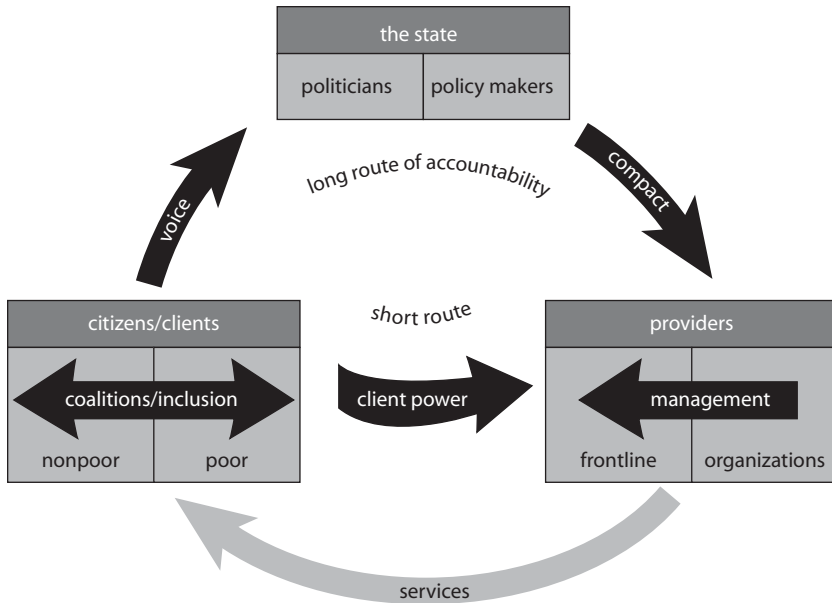 the state
politicians
policy makers
long route of accountability
voice
compact
short route
citizens/clients
providers
coalitions/inclusion
client power
management
nonpoor
poor
frontline
organizations
services